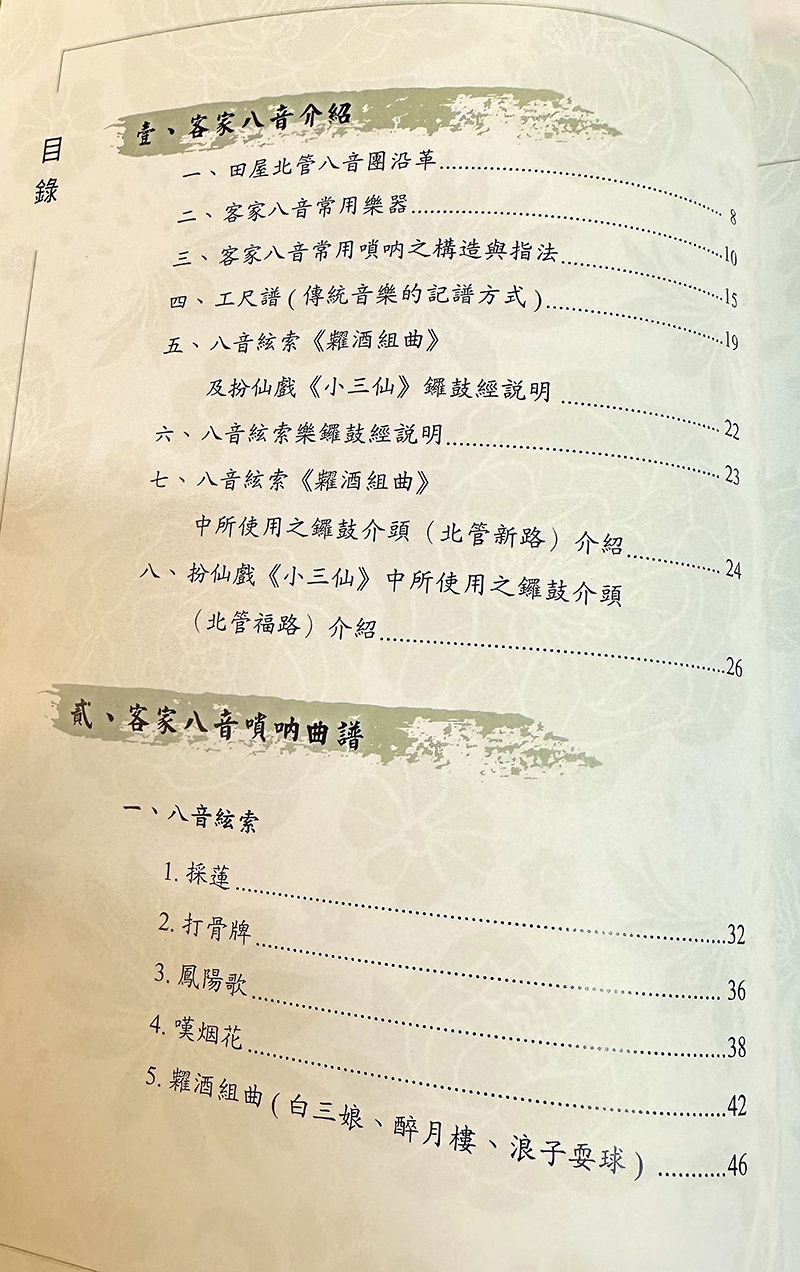 目錄
壹、客家八音介紹
一、田屋北管八音團沿革 8
二、客家八音常用樂器 10
三、客家八音常用嗩吶之構造與指法 15
四、工尺譜(傳統音樂的記譜方式) 19
五、八音絃索《糶酒組曲》
及扮仙戲《小三仙》鑼鼓經說明 22
六、八音絃索樂鑼鼓經說明 23
七、八音絃索《糶酒組曲》
中所使用之鑼鼓介頭（北管新路）介紹 24
八、扮仙戲《小三仙》中所使用之鑼鼓介頭
（北管福路）介紹 26
貳、客家八音嗩吶曲譜
一、八音絃索
1. 採蓮 32
2. 打骨牌 36
3. 鳳陽歌 38
4. 嘆烟花 42
5. 糶酒組曲(白三娘、醉月樓、浪子耍球) 46